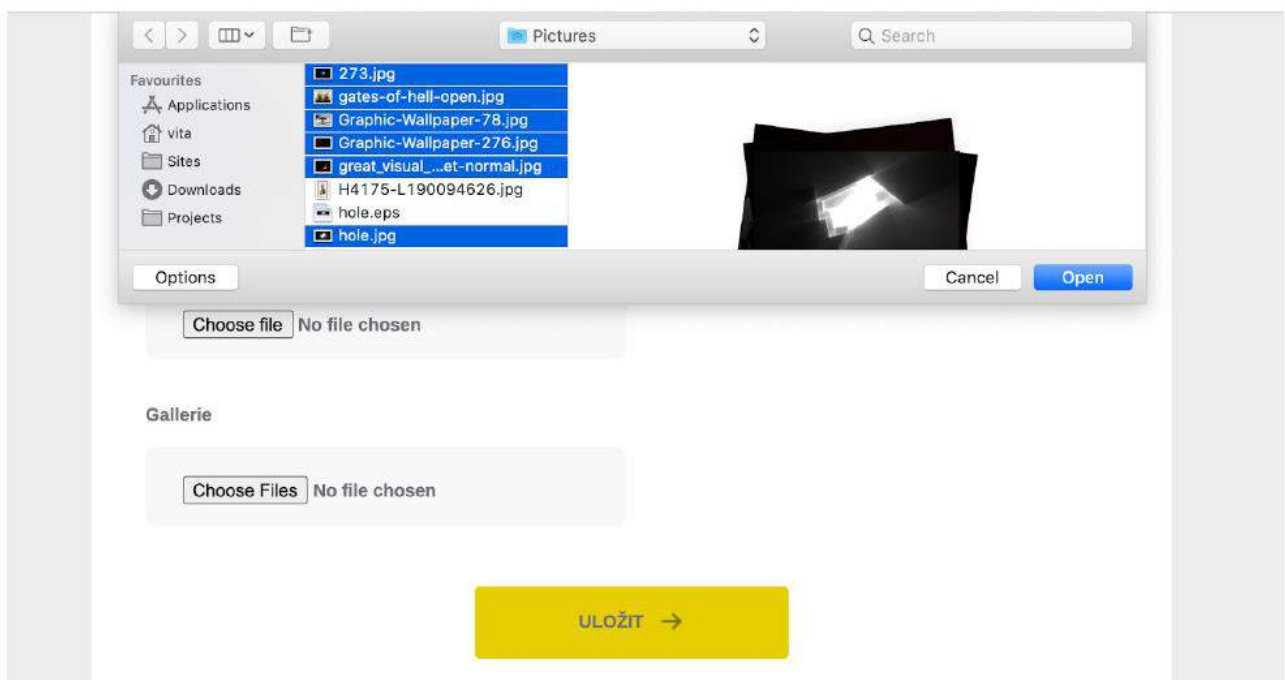 Pictures
Search
Favourites
Applications
vita
Sites
Downloads
Projects
273.jpg
gates-of-hell-open.jpg
Graphic-Wallpaper-78.jpg
Graphic-Wallpaper-276.jpg
great_visual_...et-normal.jpg
H4175-L190094626.jpg
hole.eps
hole.jpg
Options
Cancel Open
Choose file No file chosen
Gallerie
Choose Files No file chosen
ULOŽIT →